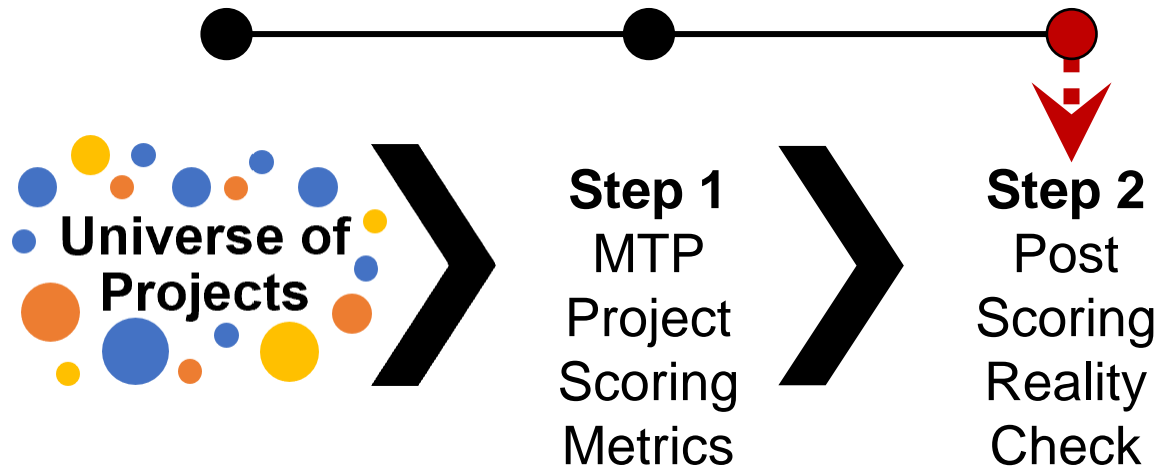 Universe of
Projects
Step 1
MTP
Project
Scoring
Metrics
Step 2
Post
Scoring
Reality
Check